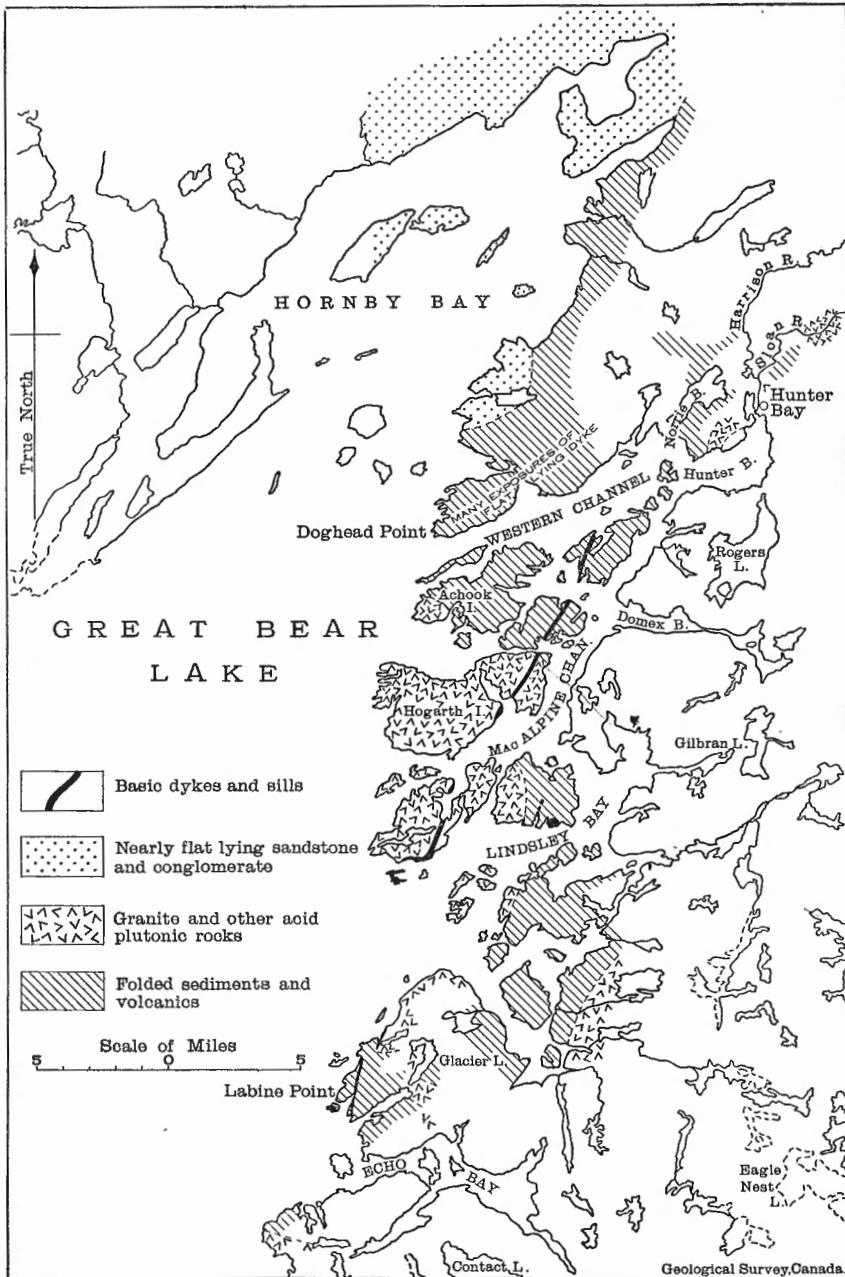 True North
HORNBY BAY
Harrison R.
Sloan R.
Hunter
Bay
Norrie B.
Hunter B.
MANY EXPOSURES OF
FLAT LYING DYKE
WESTERN CHANNEL
Doghead Point
Rogers
L.
Achook
I.
Domex B.
GREAT BEAR
LAKE
Hogarth I.
MacALPINE CHAN.
Gilbran L.
Basic dykes and sills
LINDSLEY BAY
Nearly flat lying sandstone
and conglomerate
Granite and other acid
plutonic rocks
Folded sediments and
volcanics
Scale of Miles
5 0 5
Glacier L.
Labine Point
ECHO BAY
Eagle
Nest
L.
Contact L.
Geological Survey, Canada.